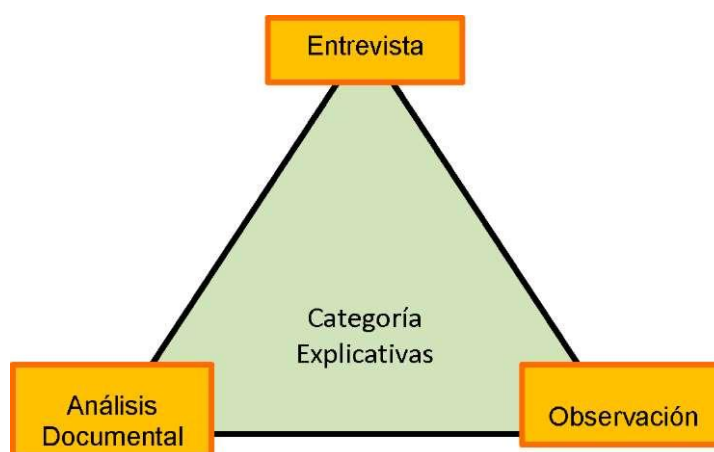 Entrevista
Categoría
Explicativas
Análisis
Documental
Observación